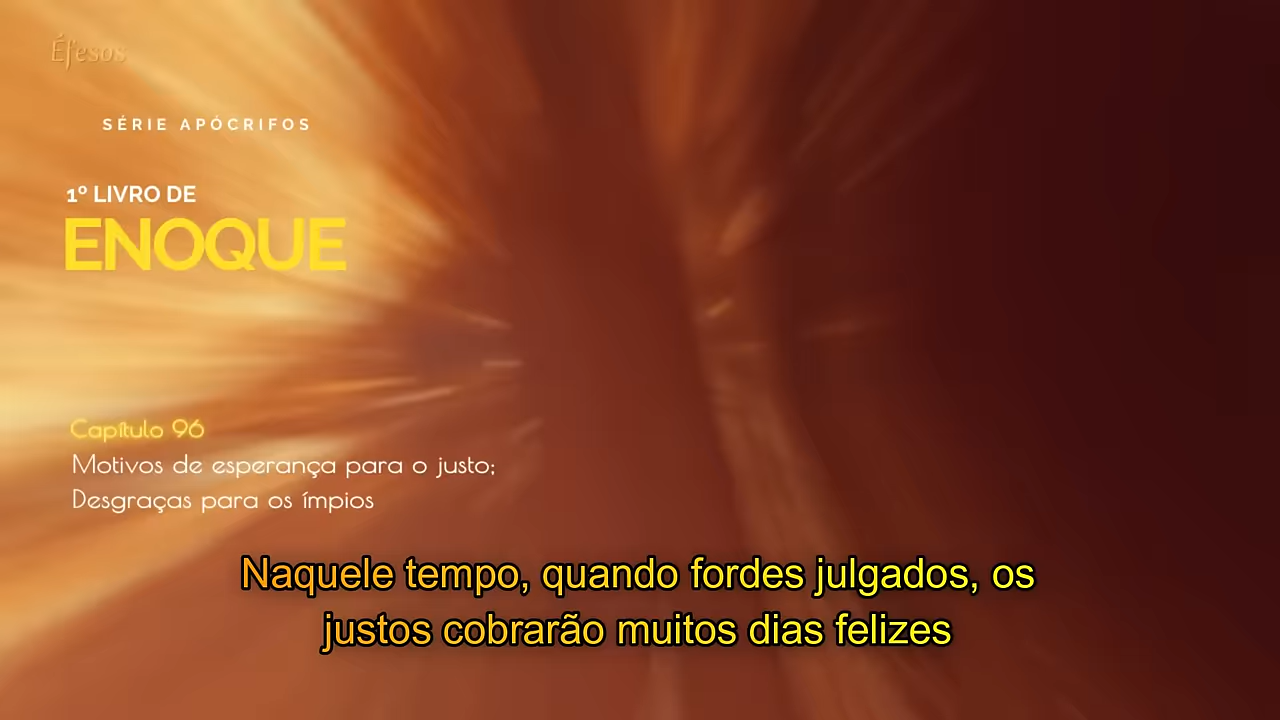 Éfesos
SÉRIE APÓCRIFOS
1º LIVRO DE
ENOQUE
Capítulo 96
Motivos de esperança para o justo;
Desgraças para os ímpios
Naquele tempo, quando fordes julgados, os
justos cobrarão muitos dias felizes